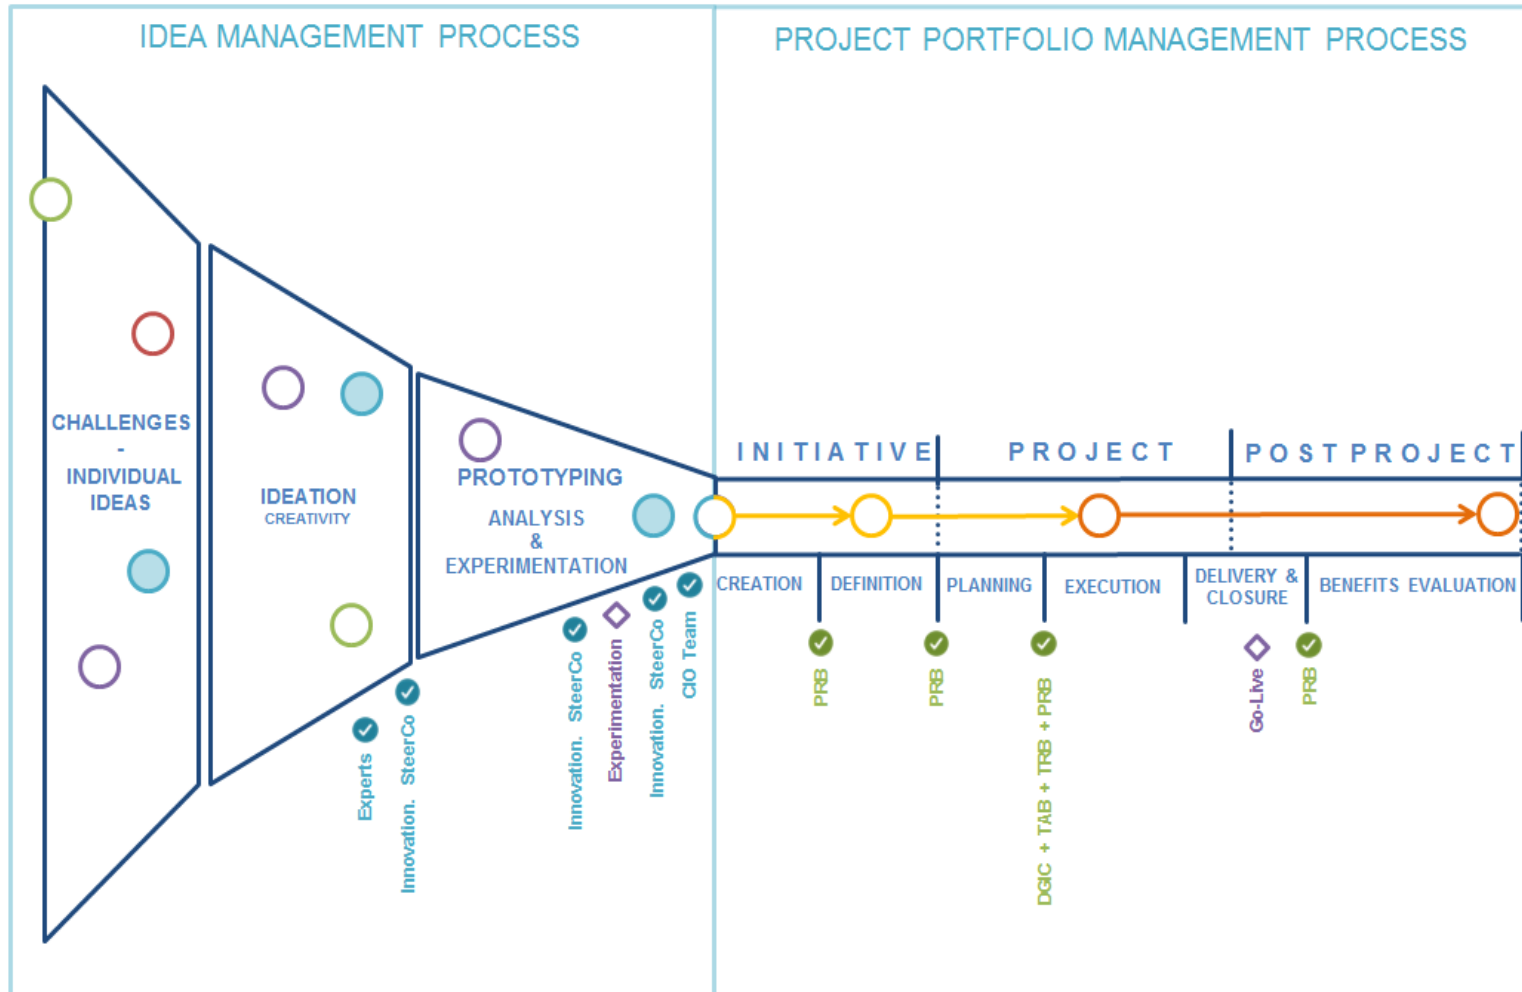 IDEA MANAGEMENT PROCESS
PROJECT PORTFOLIO MANAGEMENT PROCESS
CHALLENGES
-
INDIVIDUAL
IDEAS
IDEATION
CREATIVITY
PROTOTYPING
ANALYSIS
&
EXPERIMENTATION
INITIATIVE
PROJECT
POST PROJECT
CREATION
DEFINITION
PLANNING
EXECUTION
DELIVERY &
CLOSURE
BENEFITS EVALUATION
Experts
Innovation. SteerCo
Innovation. SteerCo
Experimentation
Innovation. SteerCo
CIO Team
PRB
PRB
DGIC + TAB + TRB + PRB
Go-Live
PRB